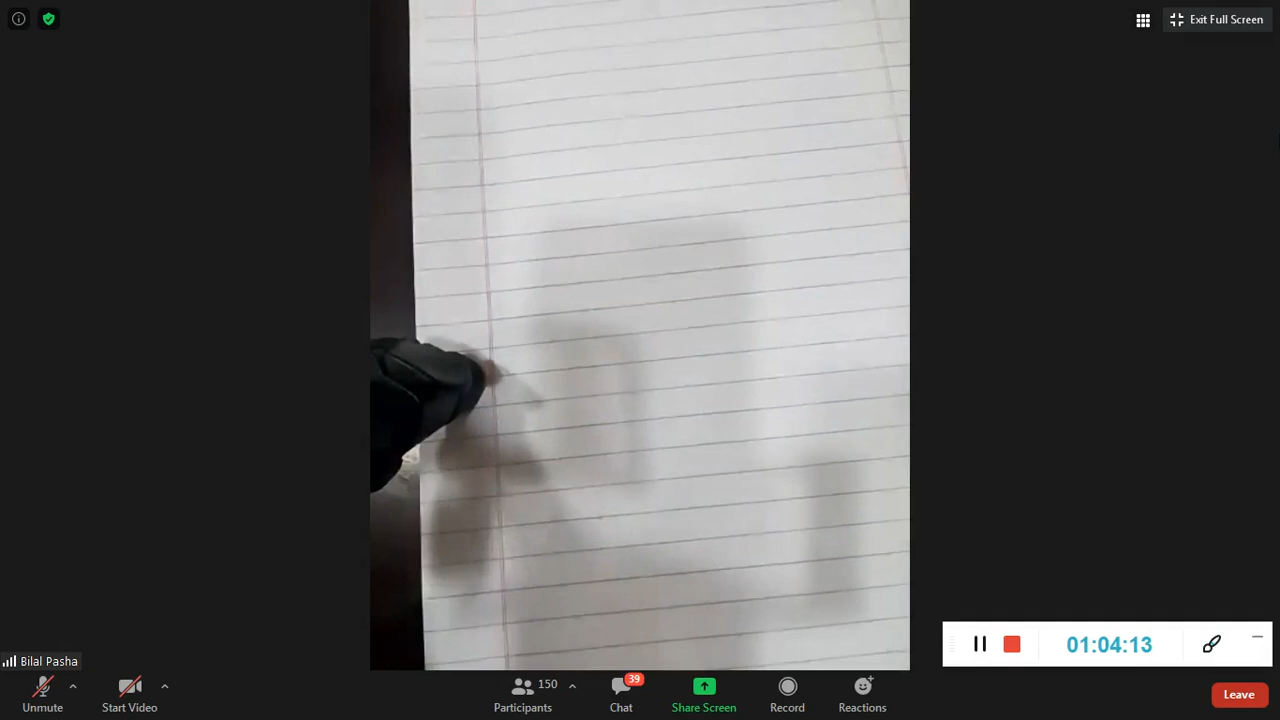 Exit Full Screen
Bilal Pasha
01:04:13
150
39
Unmute
Start Video
Participants
Chat
Share Screen
Record
Reactions
Leave